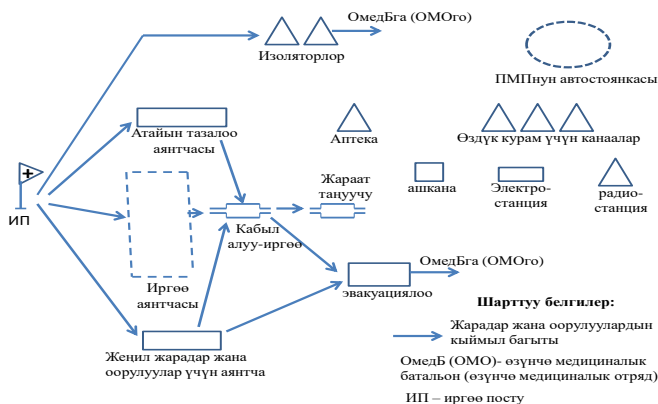 ОмедБга (ОМОго)
Изоляторлор
ПМПнун автостоянкасы
Атайын тазалоо
аянтчасы
Аптека
Өздүк курам үчүн канаалар
ИП
Жараат
таңуучу
ашкана
Электро-
станция
радио-
станция
Кабыл
алуу-иргөө
Иргөө
аянтчасы
ОмедБга (ОМОго)
эвакуациялоо
Жеңил жарадар жана
оорулуулар үчүн аянтча
Шарттуу белгилер:
Жарадар жана оорулуулардын
кыймыл багыты
ОмедБ (ОМО)- өзүнчө медициналык
батальон (өзүнчө медициналык отряд)
ИП – иргөө посту